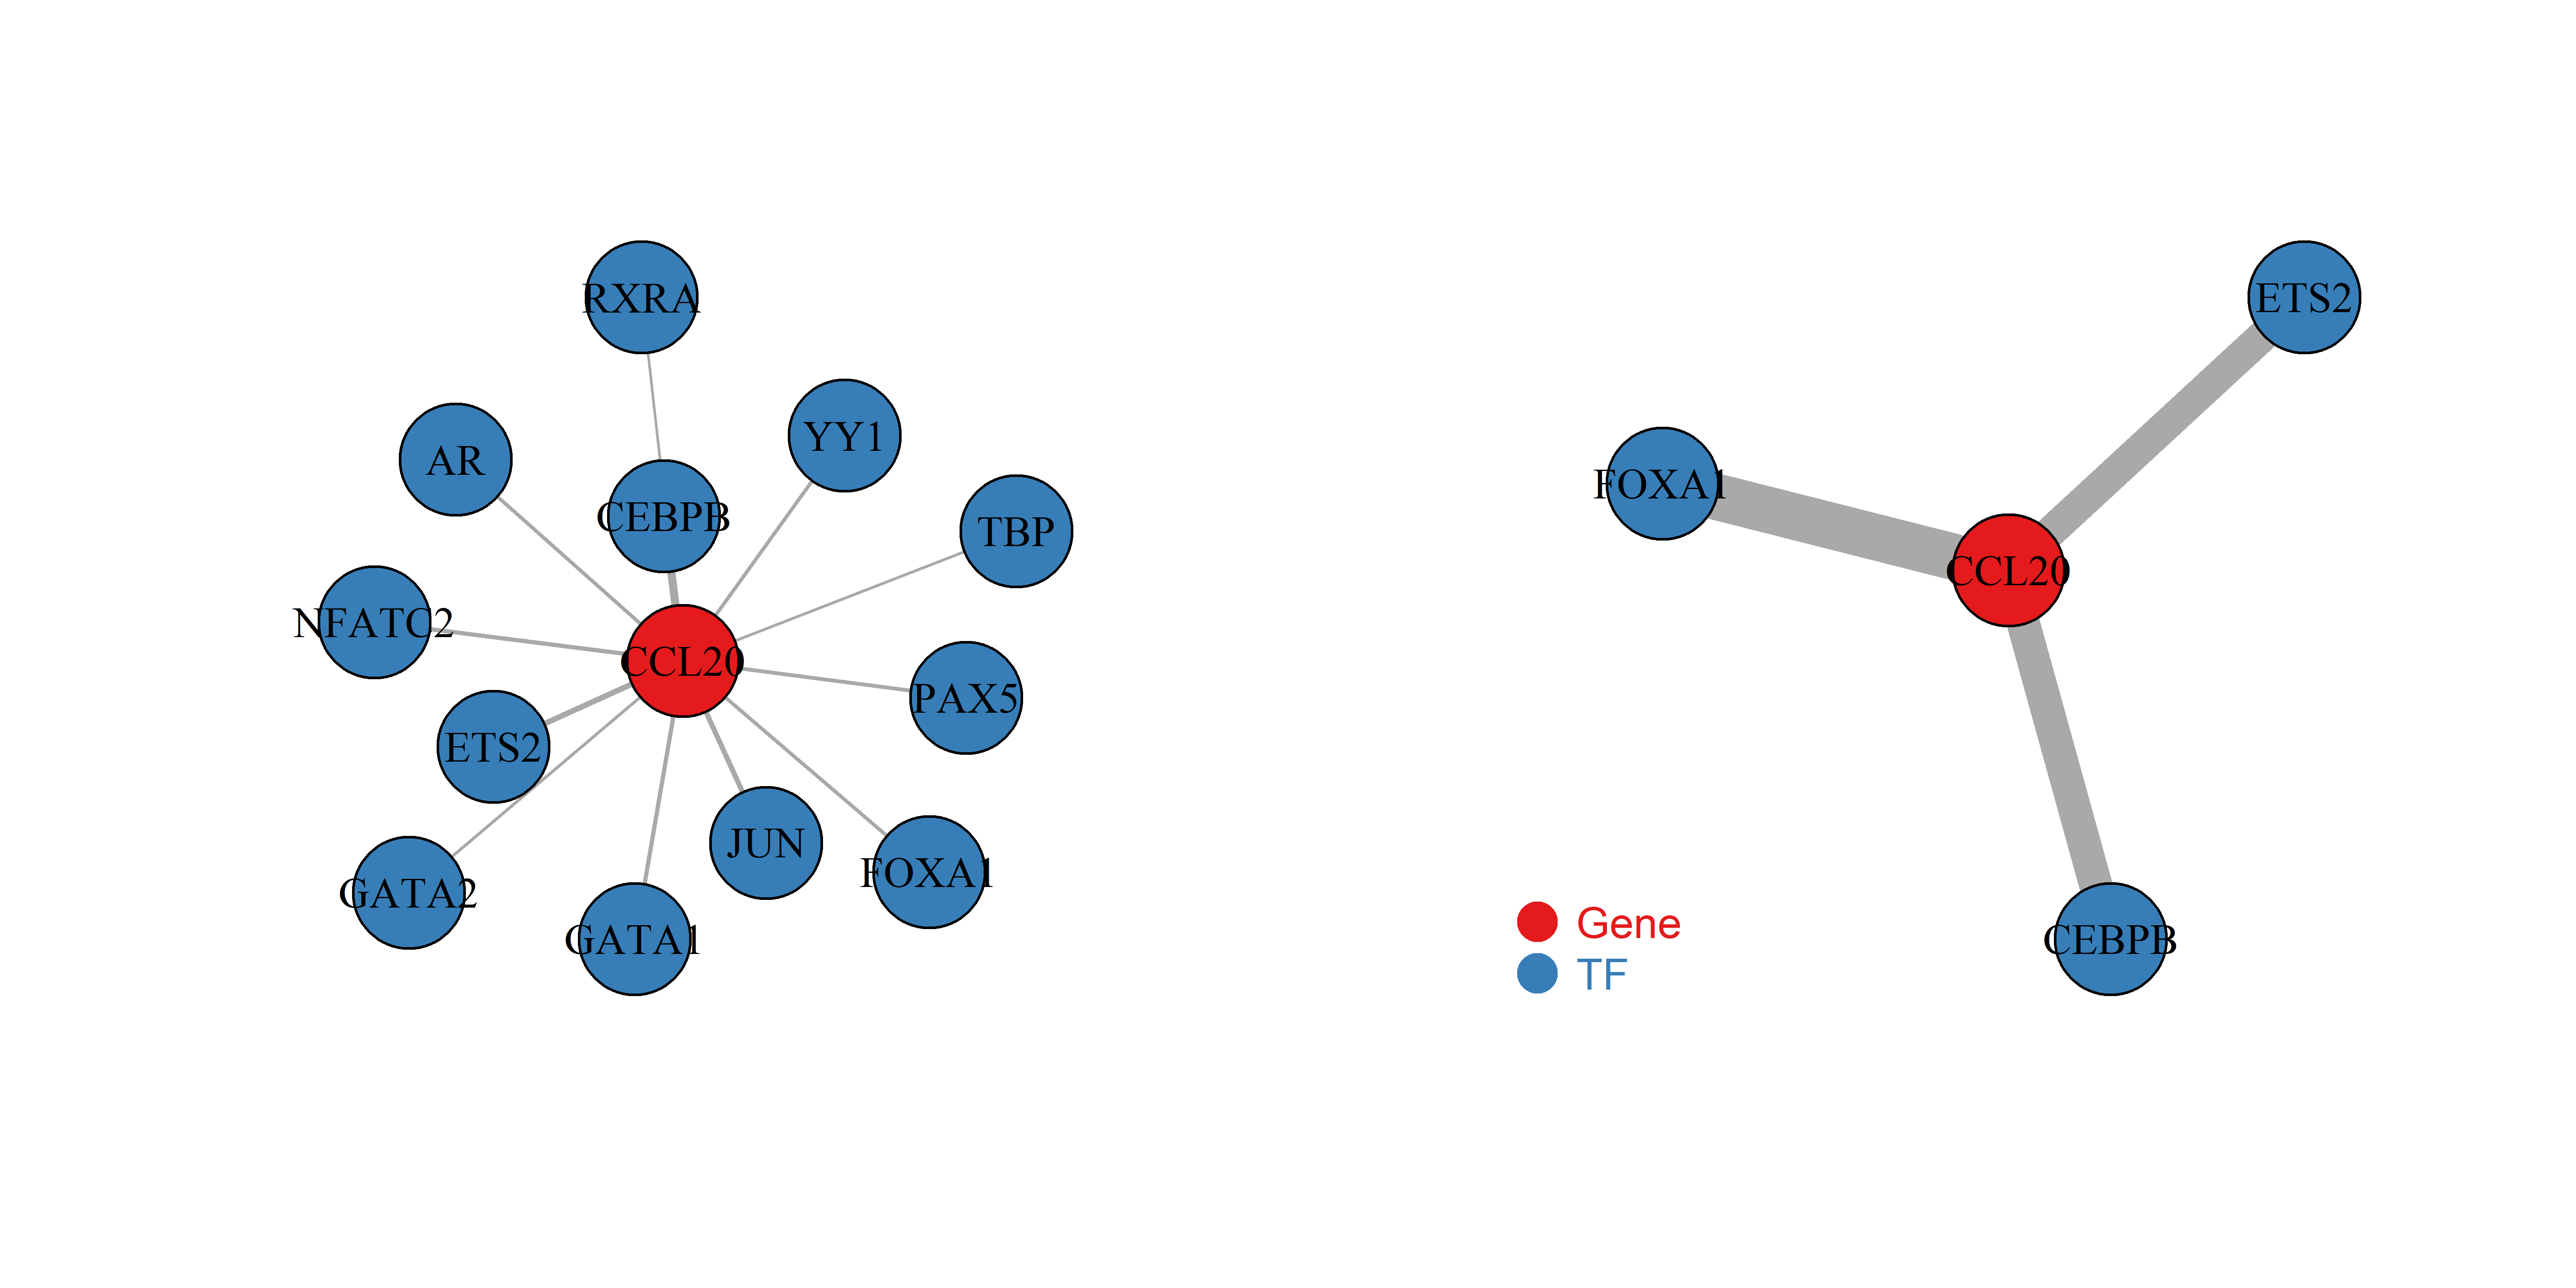 RXRA
YY1
AR
CEBPB
TBP
NFATC2
CCL20
PAX5
ETS2
JUN
FOXA1
GATA2
GATA1
ETS2
FOXA1
CCL20
CEBPB
Gene
TF